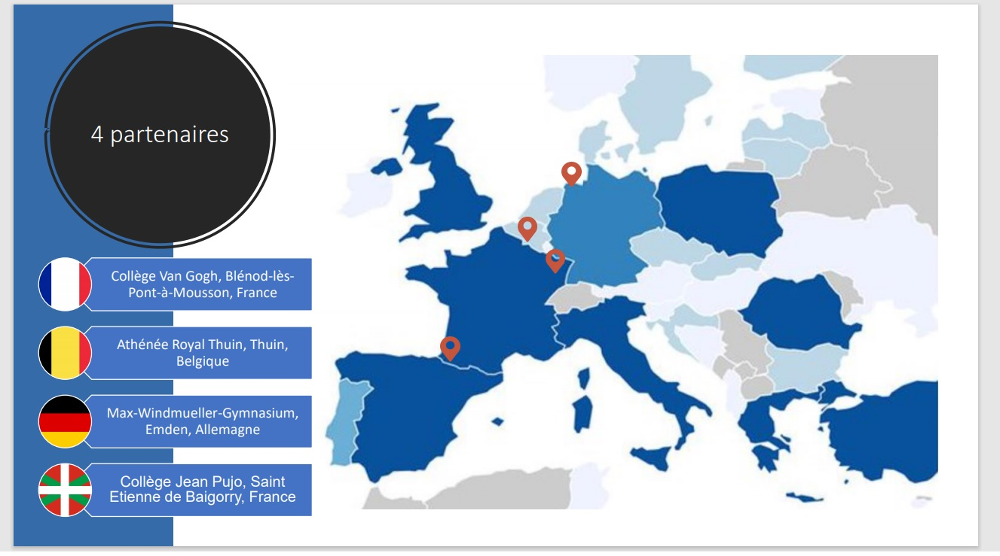 4 partenaires
Collège Van Gogh, Blénod-lès-
Pont-à-Mousson, France
Athénée Royal Thuin, Thuin,
Belgique
Max-Windmueller-Gymnasium,
Emden, Allemagne
Collège Jean Pujo, Saint
Etienne de Baigorry, France